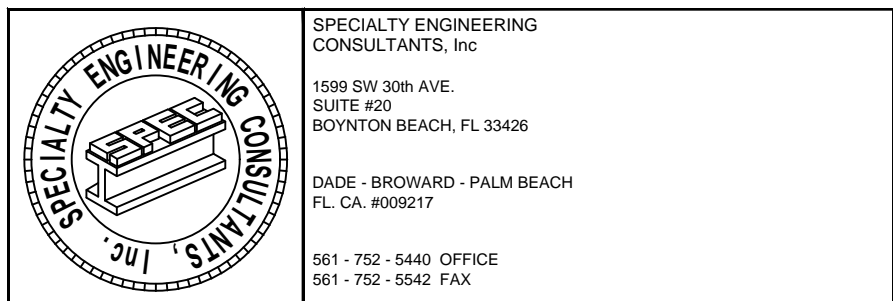 SPECIALTY ENGINEERING CONSULTANTS, Inc.
SPEC
SPECIALTY ENGINEERING
CONSULTANTS, Inc
1599 SW 30th AVE.
SUITE #20
BOYNTON BEACH, FL 33426
DADE - BROWARD - PALM BEACH
FL. CA. #009217
561 - 752 - 5440 OFFICE
561 - 752 - 5542 FAX